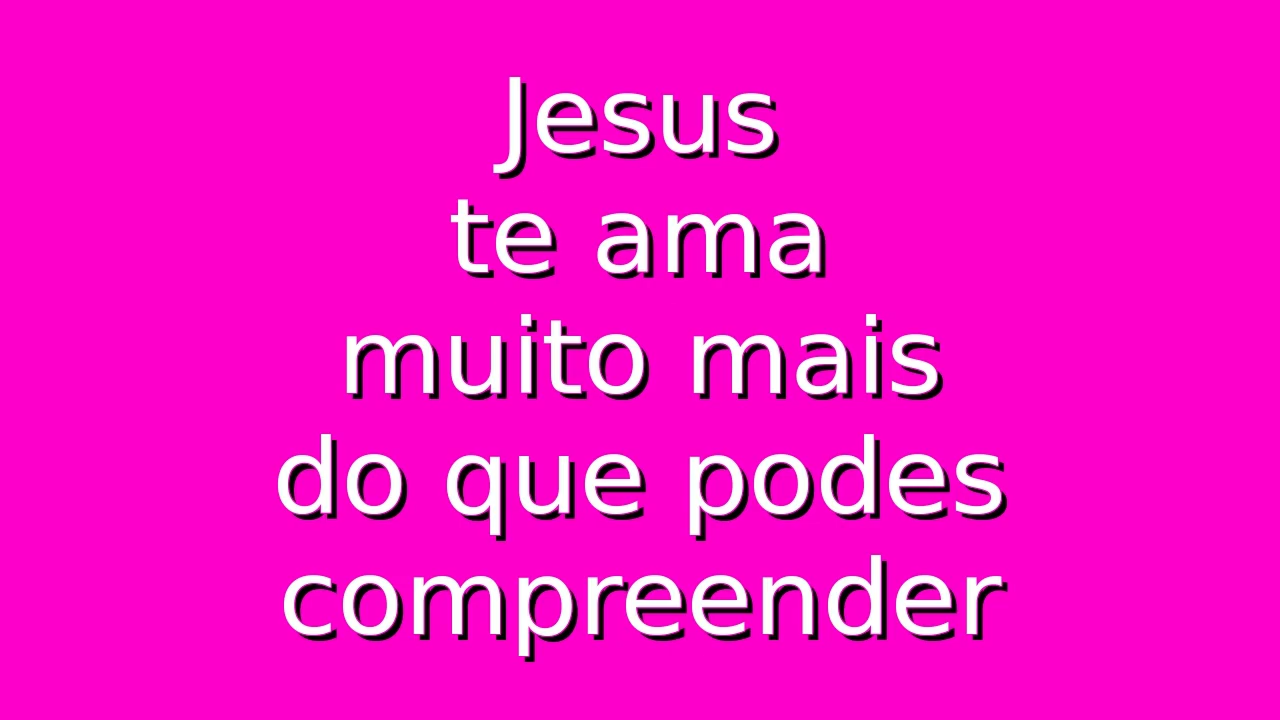 Jesus
te ama
muito mais
do que podes
compreender